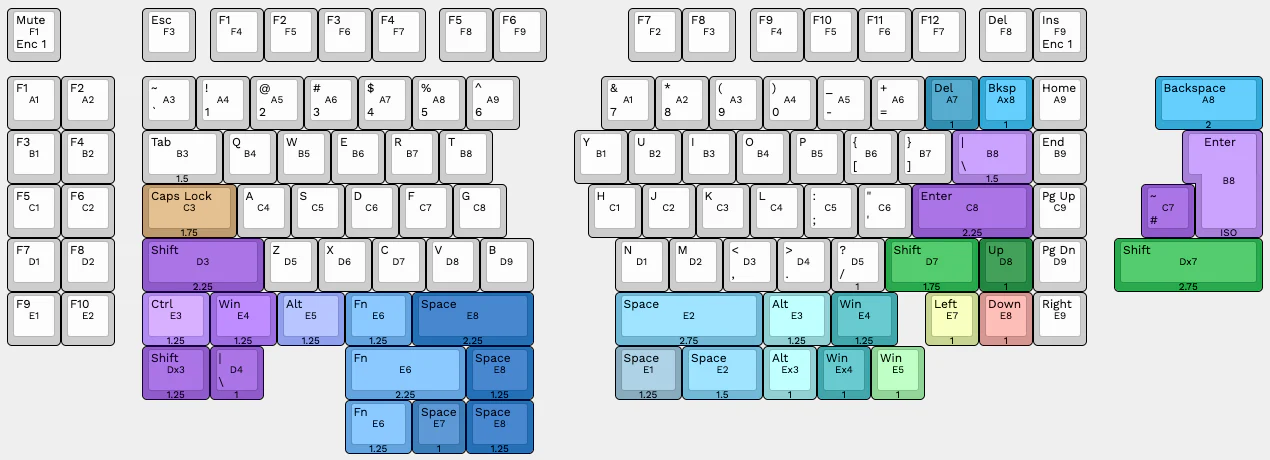 Mute Esc F1 F2 F3 F4 F5 F6 F7 F8 F9 F10 F11 F12 Del Ins
F1 F3 F4 F5 F6 F7 F8 F9 F2 F3 F4 F5 F6 F7 F8 F9
Enc 1 Enc 1
F1 F2 ~ ! @ # $ % ^ & * ( ) _ + Del Bksp Home Backspace
A1 A2 A3 A4 A5 A6 A7 A8 A9 A1 A2 A3 A4 A5 A6 A7 Ax8 A9 A8
` 1 2 3 4 5 6 7 8 9 0 - =
1 1 2
F3 F4 Tab Q W E R T Y U I O P { } | End Enter
B1 B2 B3 B4 B5 B6 B7 B8 B1 B2 B3 B4 B5 B6 B7 B8 B9
[ ] \
1.5 1.5
B8
F5 F6 Caps Lock A S D F G H J K L : " Enter Pg Up ~
C1 C2 C3 C4 C5 C6 C7 C8 C1 C2 C3 C4 C5 C6 C8 C9 C7
; ' #
1.75 2.25 ISO
F7 F8 Shift Z X C V B N M < > ? Shift Up Pg Dn Shift
D1 D2 D3 D5 D6 D7 D8 D9 D1 D2 D3 D4 D5 D7 D8 D9 Dx7
, . /
2.25 1 1.75 1 2.75
F9 F10 Ctrl Win Alt Fn Space Space Alt Win Left Down Right
E1 E2 E3 E4 E5 E6 E8 E2 E3 E4 E7 E8 E9
1.25 1.25 1.25 1.25 2.25 2.75 1.25 1.25 1 1
Shift | Fn Space Space Space Alt Win Win
Dx3 D4 E6 E8 E1 E2 Ex3 Ex4 E5
\
1.25 1 2.25 1.25 1.25 1.5 1 1 1
Fn Space Space
E6 E7 E8
1.25 1 1.25